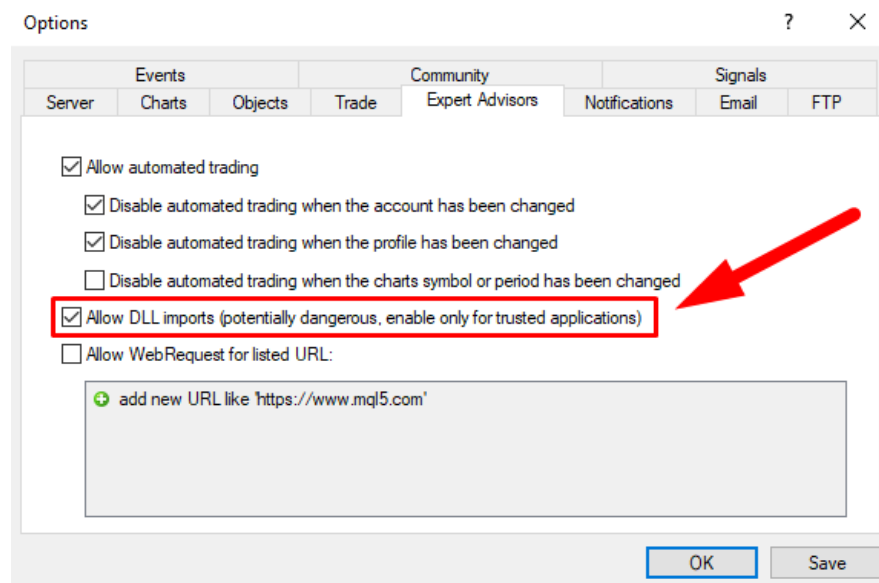 Options ?
Events Community Signals
Server Charts Objects Trade Expert Advisors Notifications Email FTP
Allow automated trading
Disable automated trading when the account has been changed
Disable automated trading when the profile has been changed
Disable automated trading when the charts symbol or period has been changed
Allow DLL imports (potentially dangerous, enable only for trusted applications)
Allow WebRequest for listed URL:
add new URL like 'https://www.mql5.com'
OK Save